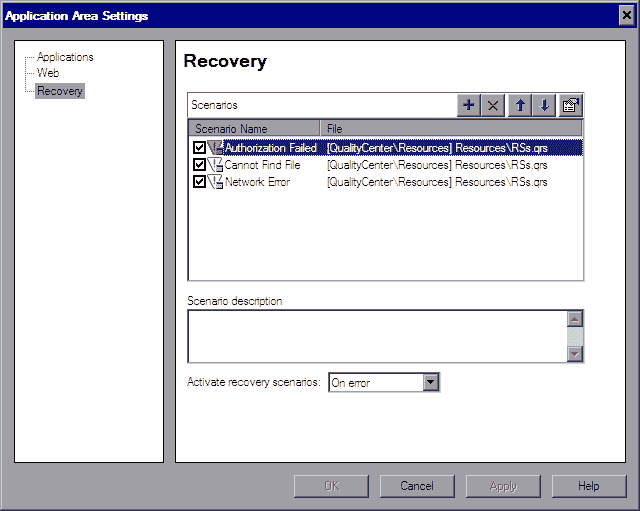 Application Area Settings
Applications
Web
Recovery
Recovery
Scenarios
Scenario Name File
Authorization Failed [QualityCenter\Resources] Resources\RSs.qrs
Cannot Find File [QualityCenter\Resources] Resources\RSs.qrs
Network Error [QualityCenter\Resources] Resources\RSs.qrs
Scenario description
Activate recovery scenarios: On error
OK Cancel Apply Help